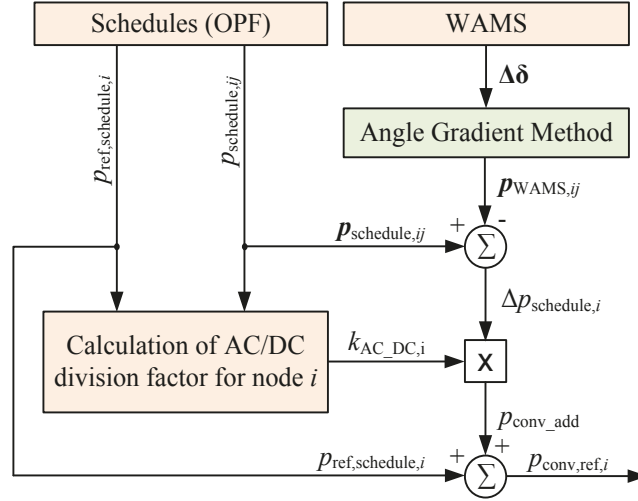 Schedules (OPF)
WAMS
p_ref,schedule,i
p_schedule,ij
Δδ
Angle Gradient Method
p_WAMS,ij
p_schedule,ij
+
-
Σ
Δp_schedule,i
Calculation of AC/DC
division factor for node i
k_AC_DC,i
X
p_conv_add
p_ref,schedule,i
+
+
Σ
p_conv,ref,i